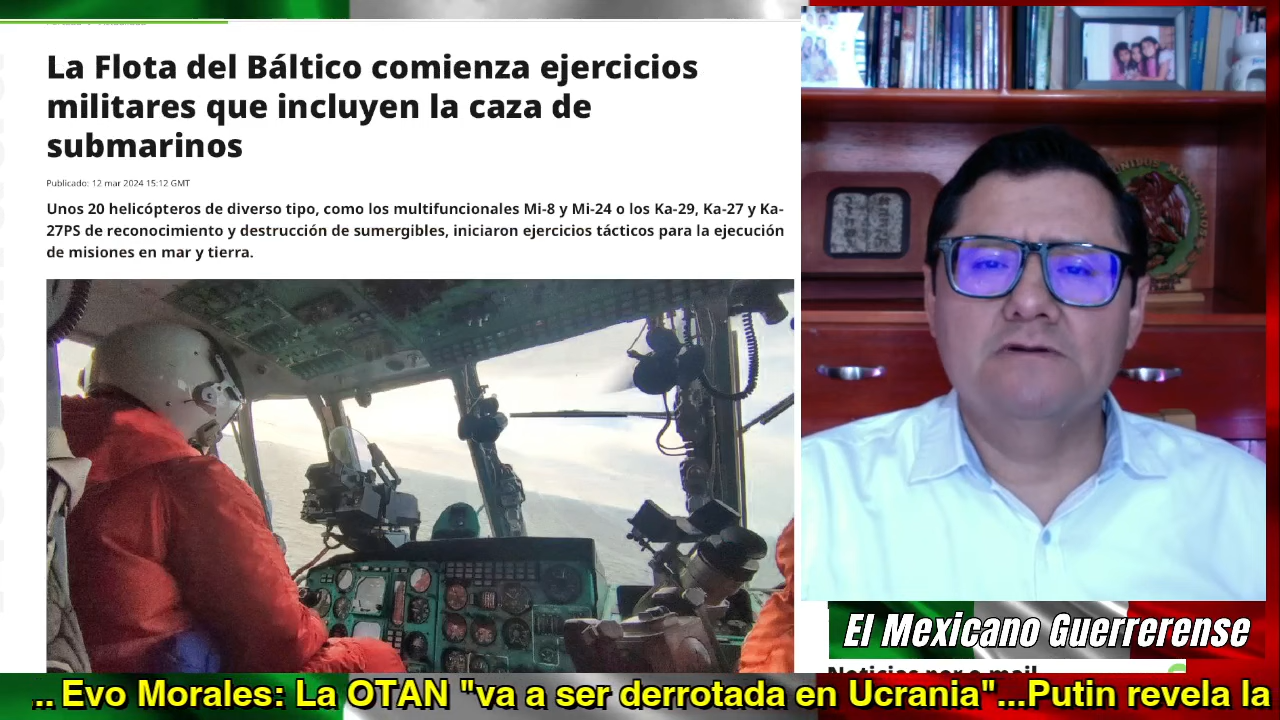 La Flota del Báltico comienza ejercicios
militares que incluyen la caza de
submarinos
Publicado: 12 mar 2024 15:12 GMT
Unos 20 helicópteros de diverso tipo, como los multifuncionales Mi-8 y Mi-24 o los Ka-29, Ka-27 y Ka-
27PS de reconocimiento y destrucción de sumergibles, iniciaron ejercicios tácticos para la ejecución
de misiones en mar y tierra.
El Mexicano Guerrerense
Noticias por e-mail
.. Evo Morales: La OTAN "va a ser derrotada en Ucrania"...Putin revela la